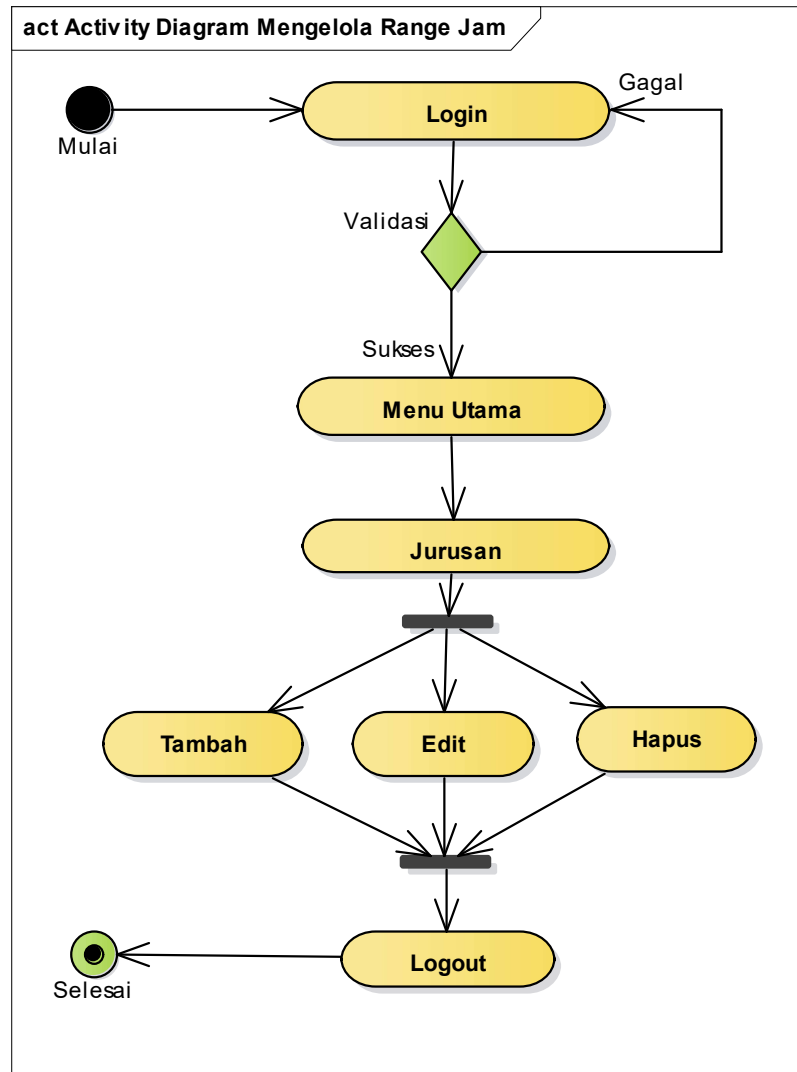 act Activity Diagram Mengelola Range Jam
Gagal
Login
Mulai
Validasi
Sukses
Menu Utama
Jurusan
Tambah
Edit
Hapus
Logout
Selesai